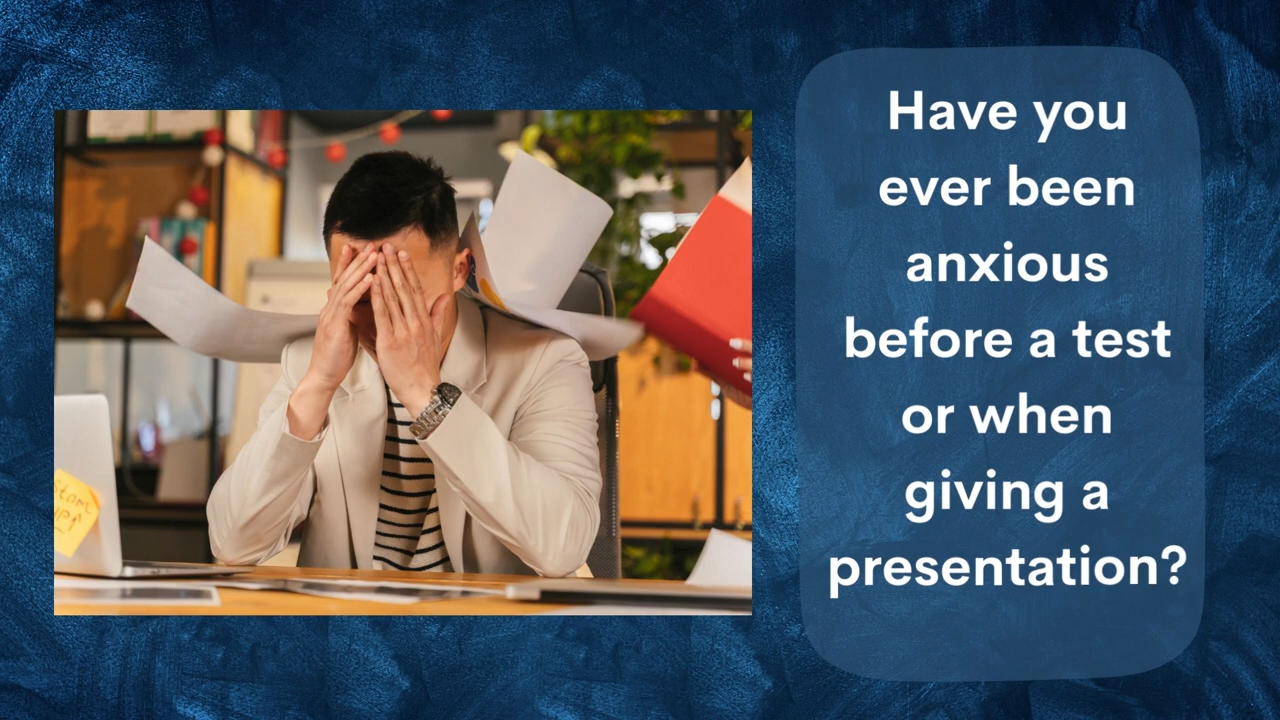 Have you
ever been
anxious
before a test
or when
giving a
presentation?